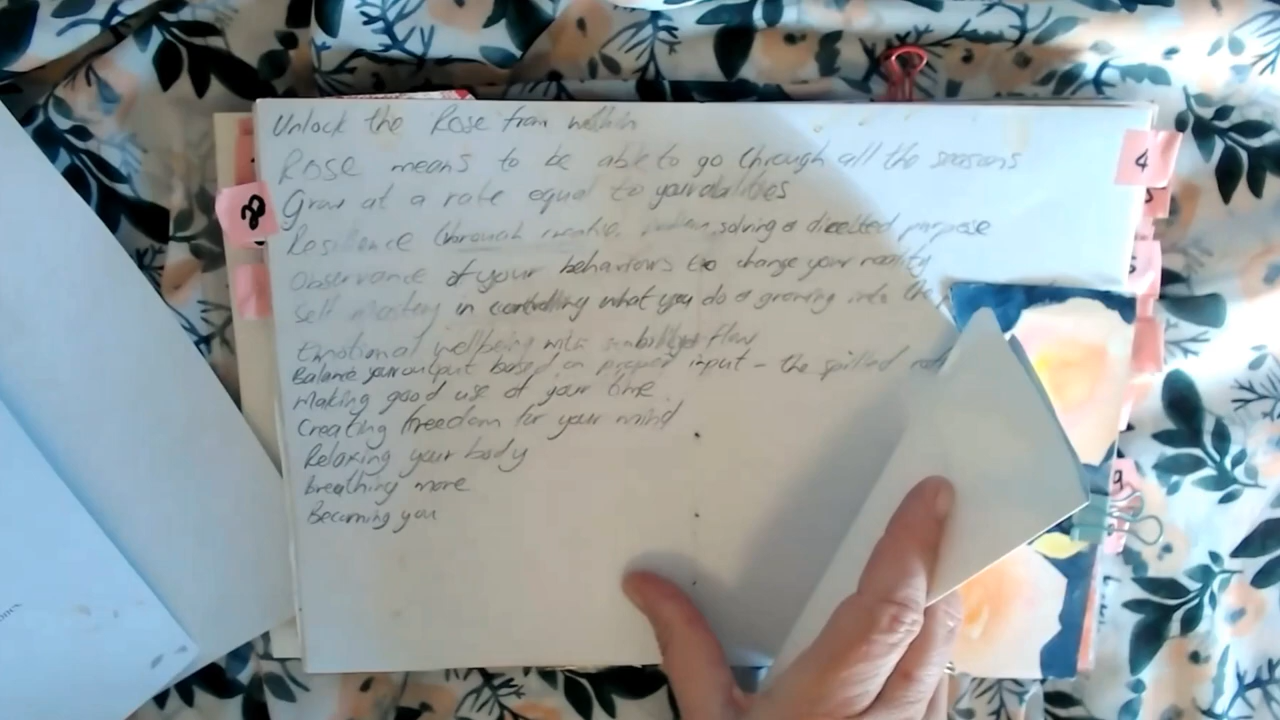 Unlock the Rose from within
Rose means to be able to go through all the seasons
Grow at a rate equal to your
Resilience through solving & directed purpose
Observance of your behaviours to change your reality
Self in controlling what you do & growing into the
Emotional wellbeing with flow
Balance your output based on proper input - the spilled
Making good use of your time
Creating freedom for your mind
Relaxing your body
breathing more
Becoming you
4
9